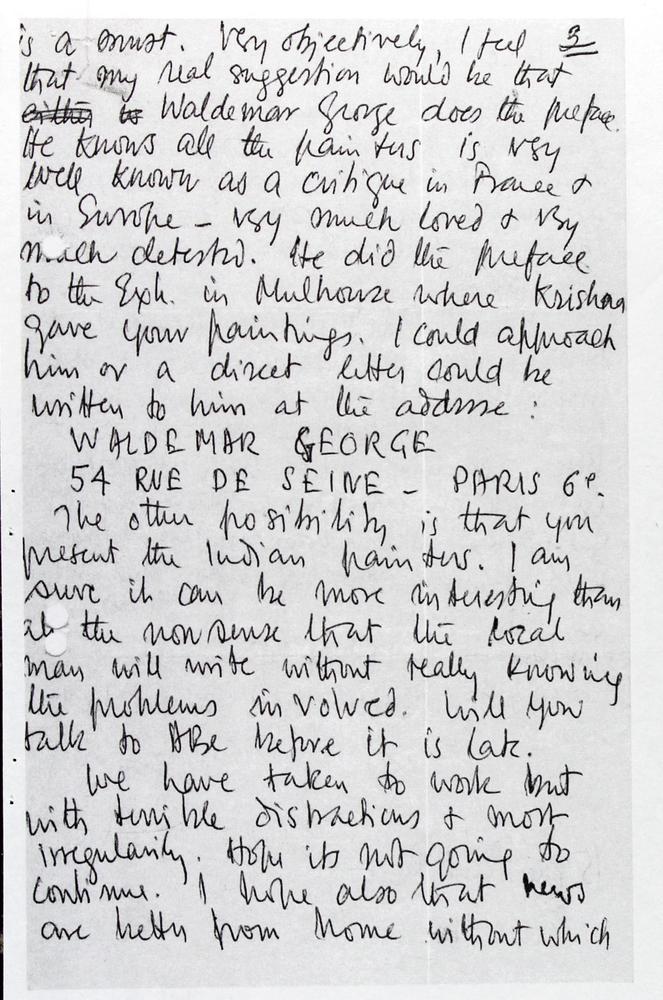 is a must. Very objectively, I feel 3
that my real suggestion would be that
either to Waldemar George does the preface.
He knows all the painters is very
well known as a critique in France &
in Europe – very much loved & very
much detested. He did the preface
to the Exh. in Mulhouse where Krishna
gave your paintings. I could approach
him or a direct letter could be
written to him at the addresse :
WALDEMAR GEORGE
54 RUE DE SEINE – PARIS 6e.
The other posibility is that you
present the Indian painters. I am
sure it can be more interesting than
all the nonsense that the local
man will write without really knowing
the problems involved. Will you
talk to ABe before it is late.
We have taken to work but
with terrible distractions & most
irregularity. Hope its not going to
continue. I hope also that news
are better from home without which